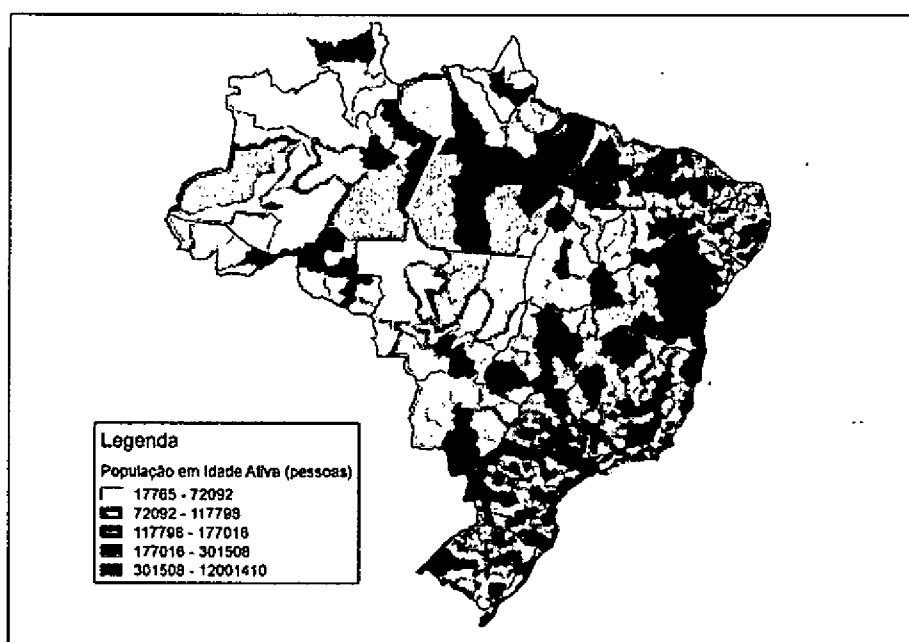 Legenda
População em Idade Ativa (pessoas)
17765 - 72092
72092 - 117798
117798 - 177016
177016 - 301508
301508 - 12001410